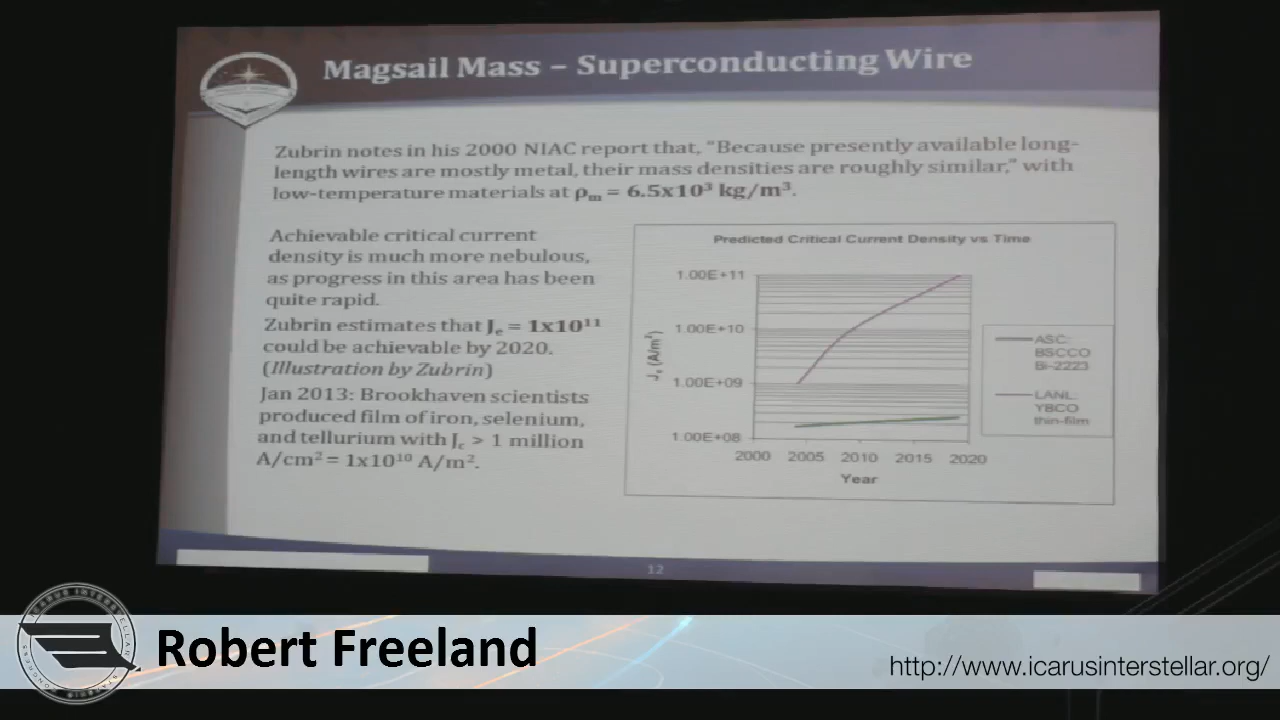 Magsail Mass – Superconducting Wire
Zubrin notes in his 2000 NIAC report that, "Because presently available long-
length wires are mostly metal, their mass densities are roughly similar," with
low-temperature materials at ρm = 6.5x10³ kg/m³.
Achievable critical current
density is much more nebulous,
as progress in this area has been
quite rapid.
Zubrin estimates that Jc = 1x10¹¹
could be achievable by 2020.
(Illustration by Zubrin)
Jan 2013: Brookhaven scientists
produced film of iron, selenium,
and tellurium with Jc > 1 million
A/cm² = 1x10¹⁰ A/m².
Predicted Critical Current Density vs Time
1.00E+11
1.00E+10
1.00E+09
1.00E+08
Jc (A/m²)
2000 2005 2010 2015 2020
Year
ASC:
BSCCO
Bi-2223
LANL:
YBCO
thin-film
12
ICARUS INTERSTELLAR
STARSHIP CONGRESS
Robert Freeland
http://www.icarusinterstellar.org/